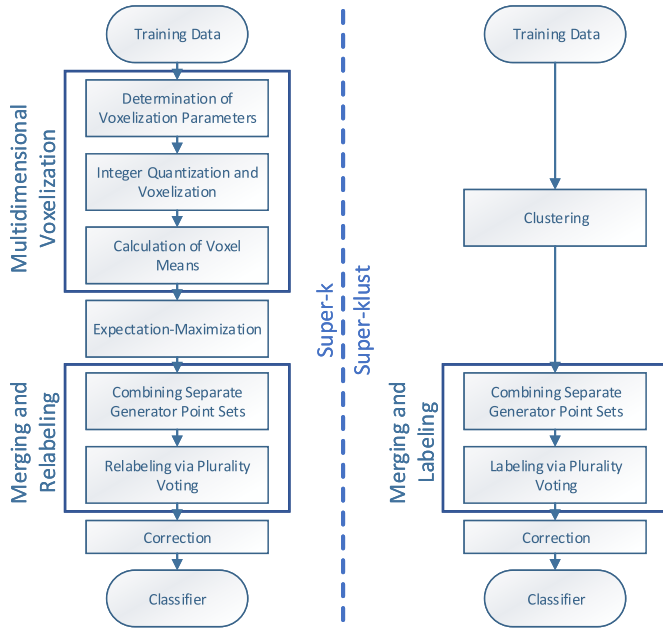 Training Data
Multidimensional
Voxelization
Determination of
Voxelization Parameters
Integer Quantization and
Voxelization
Calculation of Voxel
Means
Expectation-Maximization
Merging and
Relabeling
Combining Separate
Generator Point Sets
Relabeling via Plurality
Voting
Correction
Classifier
Super-k
Super-klust
Training Data
Clustering
Merging and
Labeling
Combining Separate
Generator Point Sets
Labeling via Plurality
Voting
Correction
Classifier